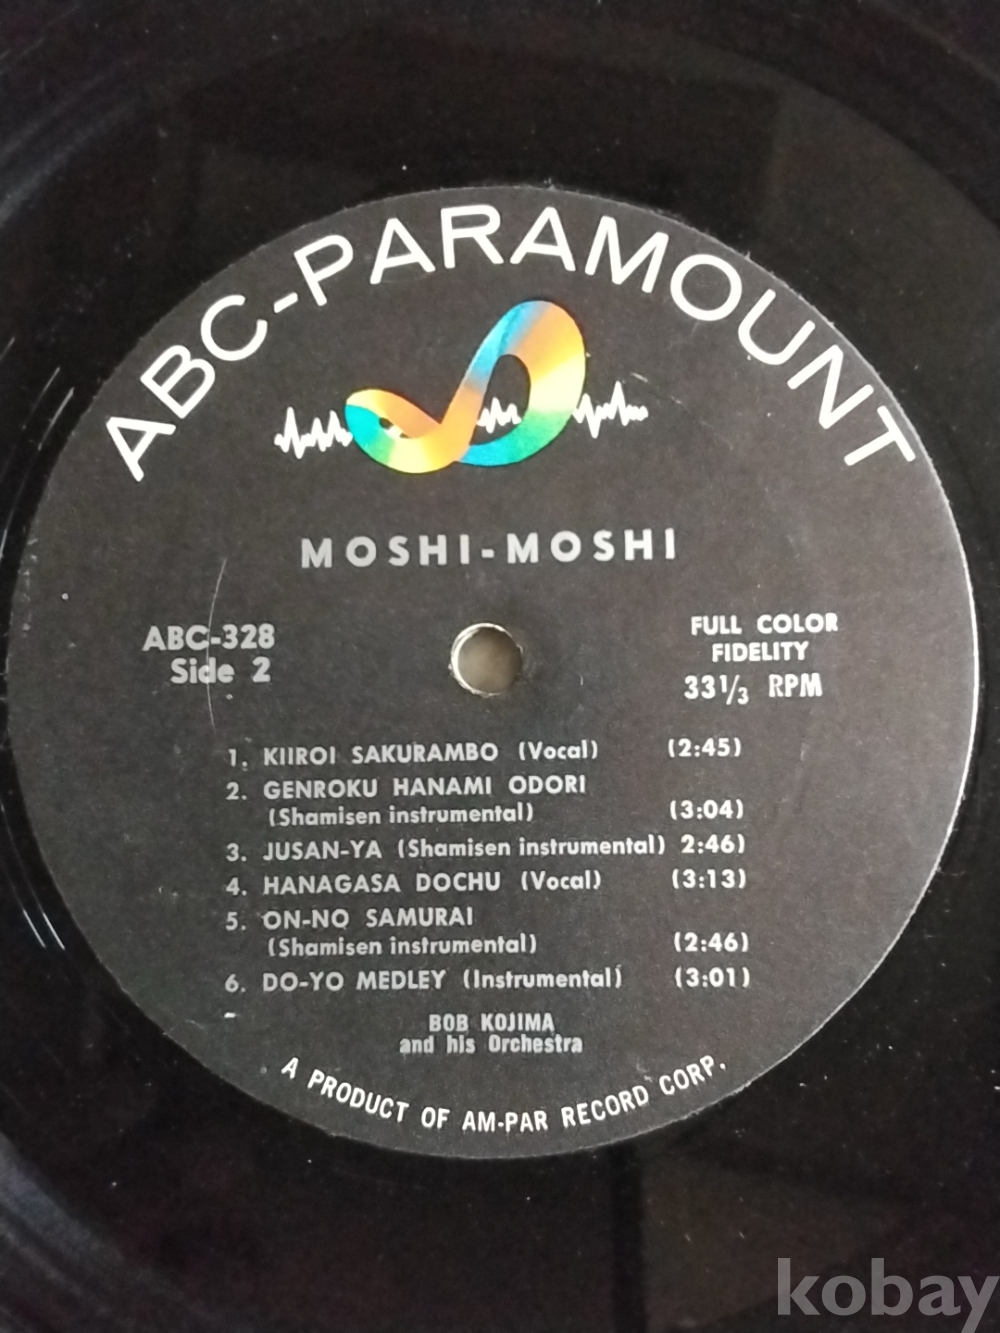 ABC-PARAMOUNT
MOSHI-MOSHI
ABC-328
Side 2
FULL COLOR
FIDELITY
33 1/3 RPM
1. KIIROI SAKURAMBO (Vocal) (2:45)
2. GENROKU HANAMI ODORI
(Shamisen instrumental) (3:04)
3. JUSAN-YA (Shamisen instrumental) 2:46)
4. HANAGASA DOCHU (Vocal) (3:13)
5. ON-NO SAMURAI
(Shamisen instrumental) (2:46)
6. DO-YO MEDLEY (Instrumental) (3:01)
BOB KOJIMA
and his Orchestra
A PRODUCT OF AM-PAR RECORD CORP.
kobay